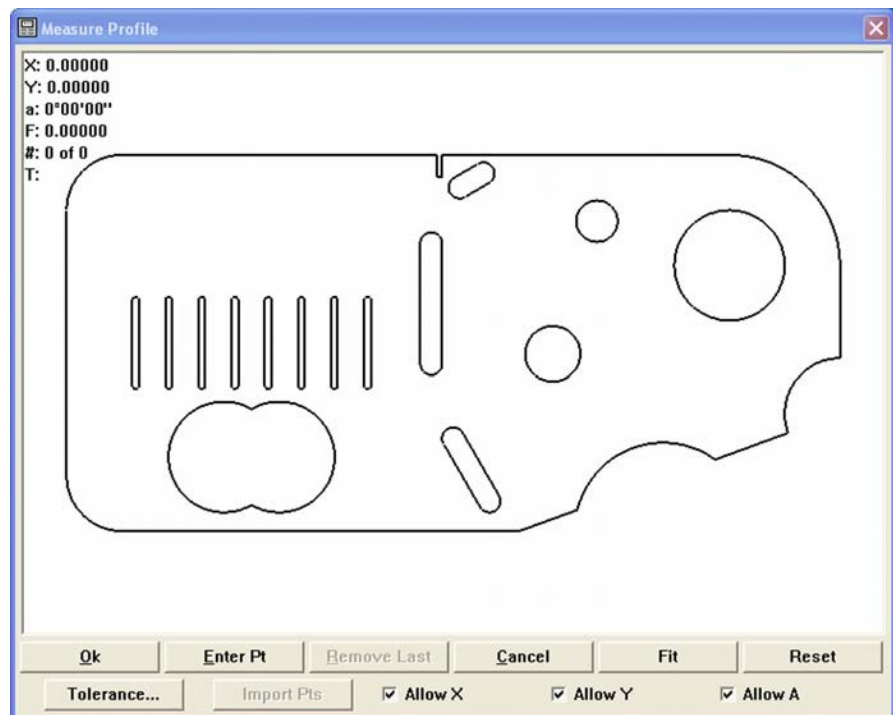 Measure Profile
X: 0.00000
Y: 0.00000
a: 0°00'00''
F: 0.00000
#: 0 of 0
T:
Ok Enter Pt Remove Last Cancel Fit Reset
Tolerance... Import Pts Allow X Allow Y Allow A